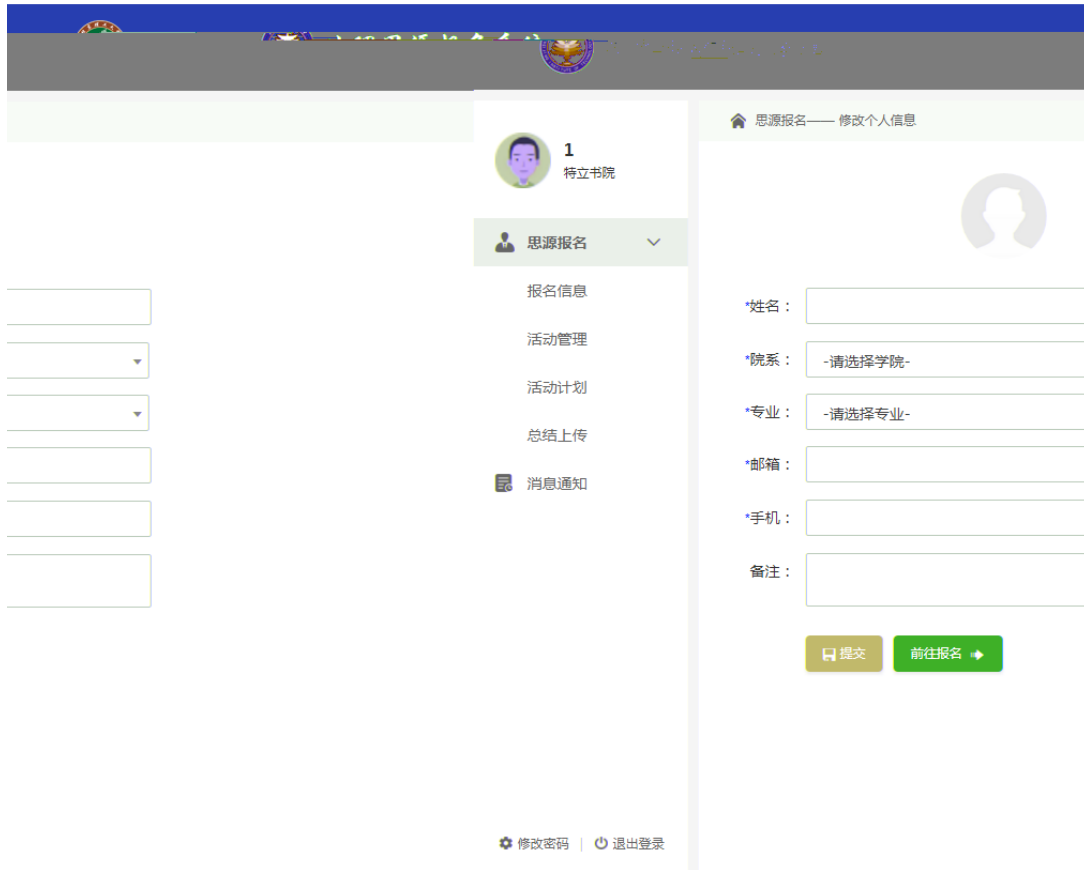 思源报名—— 修改个人信息
1
特立书院
思源报名
报名信息
活动管理
活动计划
总结上传
消息通知
*姓名：
*院系：
-请选择学院-
*专业：
-请选择专业-
*邮箱：
*手机：
备注：
提交
前往报名
修改密码
退出登录